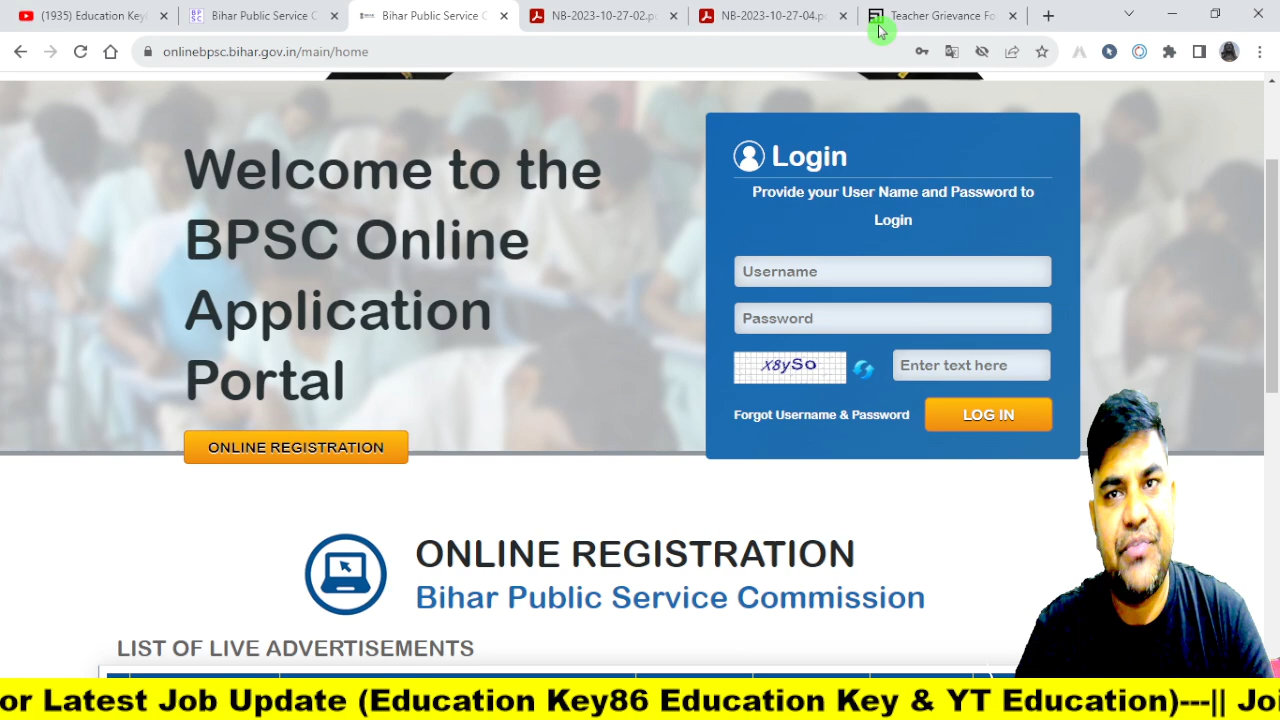 (1935) Education Key
Bihar Public Service C
Bihar Public Service C
NB-2023-10-27-02.p
NB-2023-10-27-04.p
Teacher Grievance Fo
onlinebpsc.bihar.gov.in/main/home
Welcome to the
BPSC Online
Application
Portal
ONLINE REGISTRATION
Login
Provide your User Name and Password to
Login
Username
Password
X8ySo
Enter text here
Forgot Username & Password
LOG IN
ONLINE REGISTRATION
Bihar Public Service Commission
LIST OF LIVE ADVERTISEMENTS
or Latest Job Update (Education Key86 Education Key & YT Education)---|| Jo